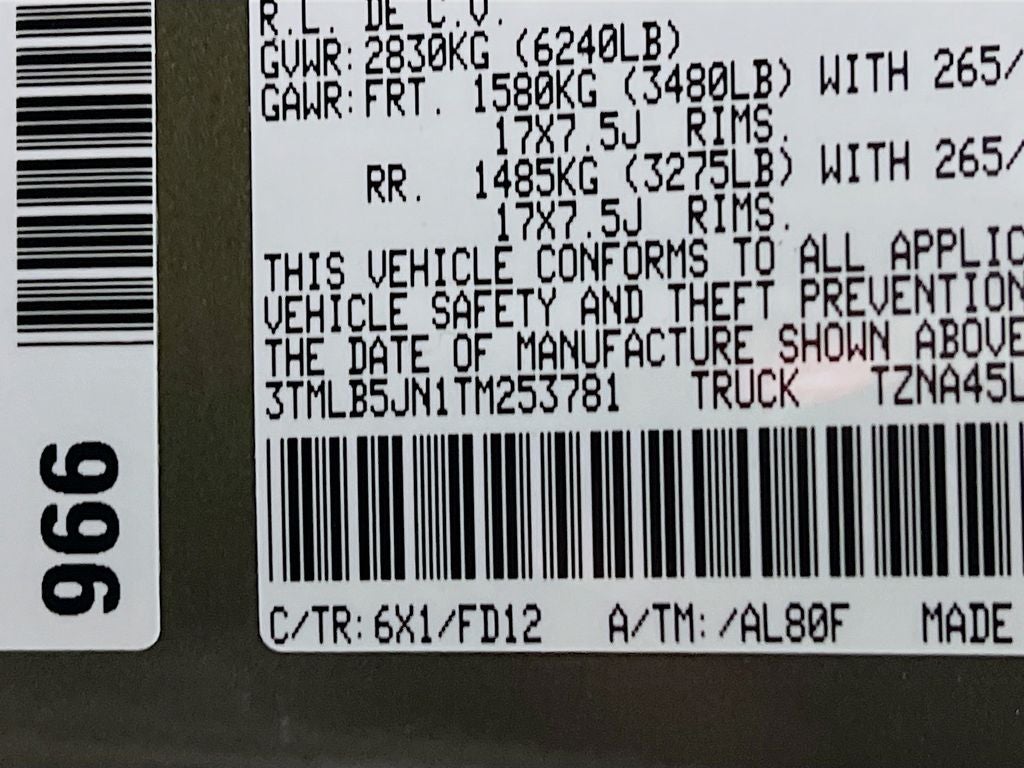 R.L. DE C.V.
GVWR: 2830KG (6240LB)
GAWR: FRT. 1580KG (3480LB) WITH 265/
17X7.5J RIMS.
RR. 1485KG (3275LB) WITH 265/
17X7.5J RIMS.
THIS VEHICLE CONFORMS TO ALL APPLIC
VEHICLE SAFETY AND THEFT PREVENTION
THE DATE OF MANUFACTURE SHOWN ABOVE
3TMLB5JN1TM253781 TRUCK TZNA45L
C/TR: 6X1/FD12 A/TM: /AL80F MADE
966